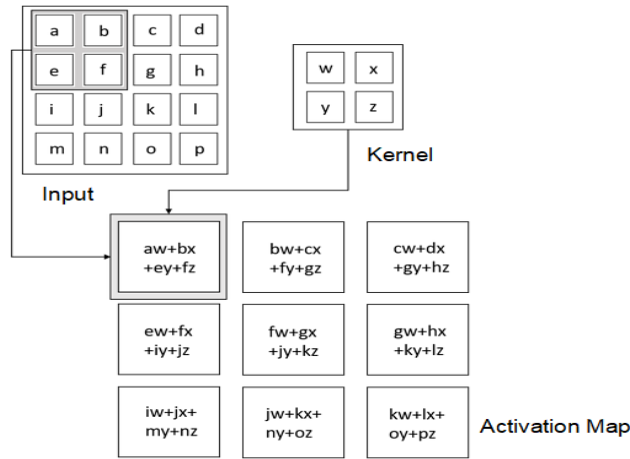 a b c d
e f g h
i j k l
m n o p
Input
w x
y z
Kernel
aw+bx
+ey+fz
bw+cx
+fy+gz
cw+dx
+gy+hz
ew+fx
+iy+jz
fw+gx
+jy+kz
gw+hx
+ky+lz
iw+jx+
my+nz
jw+kx+
ny+oz
kw+lx+
oy+pz
Activation Map